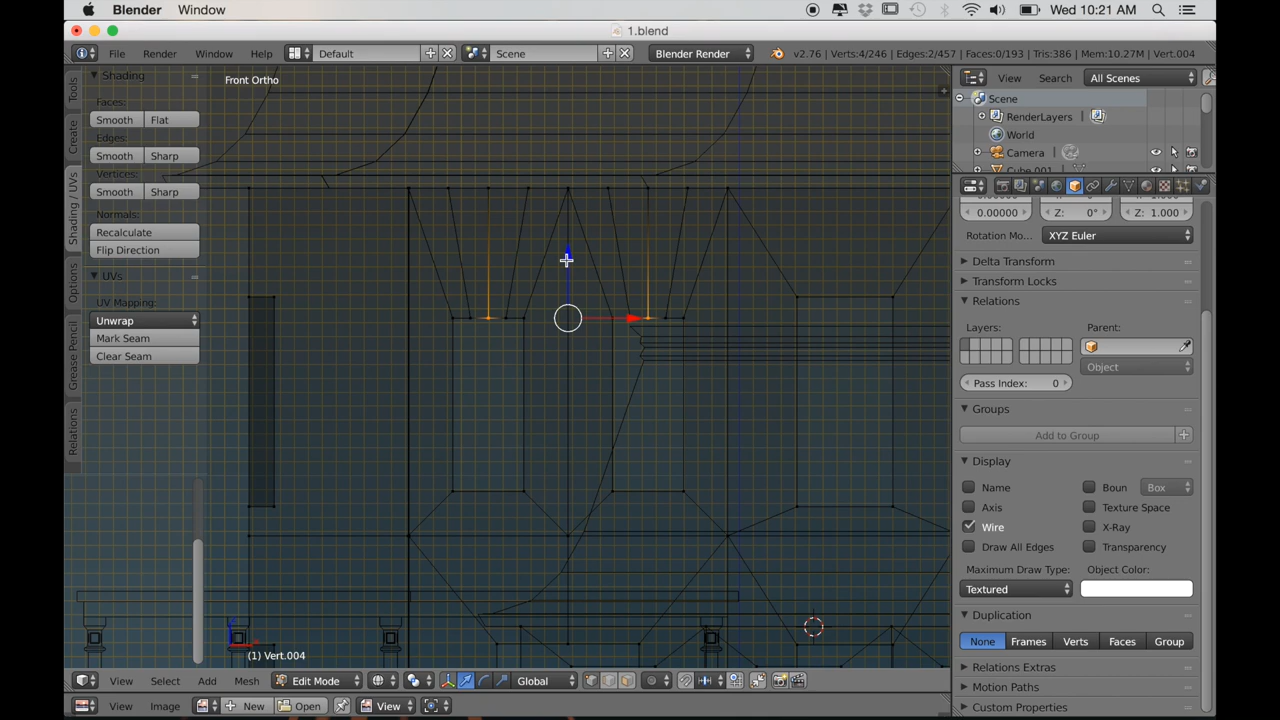 Blender Window Wed 10:21 AM
1.blend
File Render Window Help Default Scene Blender Render v2.76 | Verts:4/246 | Edges:2/457 | Faces:0/193 | Tris:386 | Mem:10.27M | Vert.004
Shading
Front Ortho
View Search All Scenes
Faces:
Scene
Smooth Flat
RenderLayers
Edges:
World
Smooth Sharp
Camera
Vertices:
Cube.001
Smooth Sharp
Normals:
0.00000 Z: 0° Z: 1.000
Recalculate
Rotation Mo... XYZ Euler
Flip Direction
Delta Transform
UVs
Transform Locks
UV Mapping:
Relations
Unwrap
Layers: Parent:
Mark Seam
Clear Seam
Object
Pass Index: 0
Groups
Add to Group
Display
Name Boun Box
Axis Texture Space
Wire X-Ray
Draw All Edges Transparency
Maximum Draw Type: Object Color:
Textured
Duplication
None Frames Verts Faces Group
Relations Extras
Motion Paths
Custom Properties
Tools
Create
Shading / UVs
Options
Grease Pencil
Relations
(1) Vert.004
View Select Add Mesh Edit Mode Global
View Image New Open View